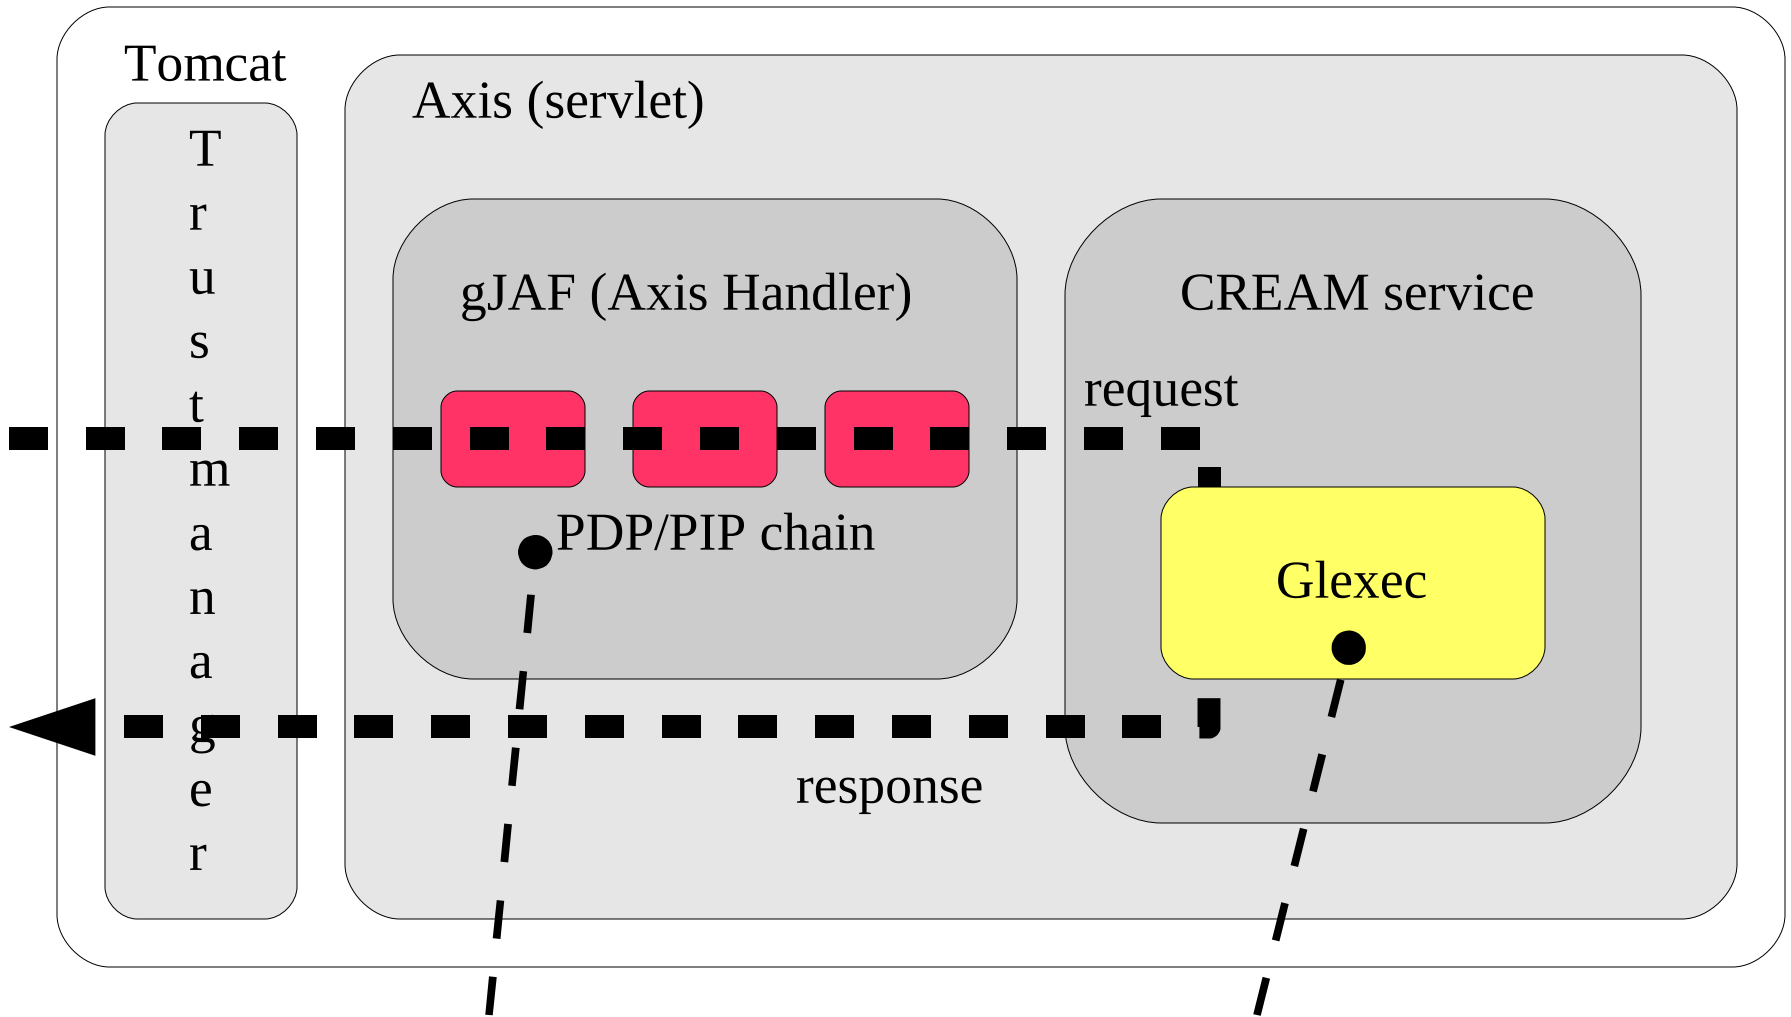 Tomcat
Axis (servlet)
T
r
u
s
t
m
a
n
a
g
e
r
gJAF (Axis Handler)
CREAM service
request
PDP/PIP chain
Glexec
response